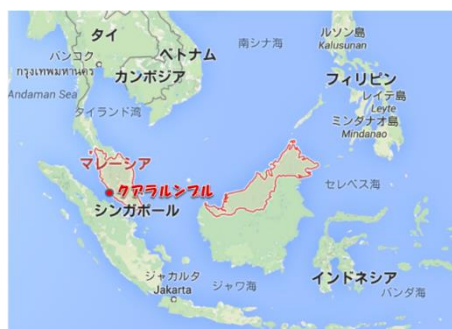 タイ
バンコク
กรุงเทพมหานคร
ベトナム
カンボジア
南シナ海
ルソン島
Kalusunan
フィリピン
Andaman Sea
タイランド湾
レイテ島
Leyte
ミンダナオ島
Mindanao
マレーシア
クアラルンプル
シンガポール
セレベス海
ジャカルタ
Jakarta
ジャワ海
インドネシア
バンダ海